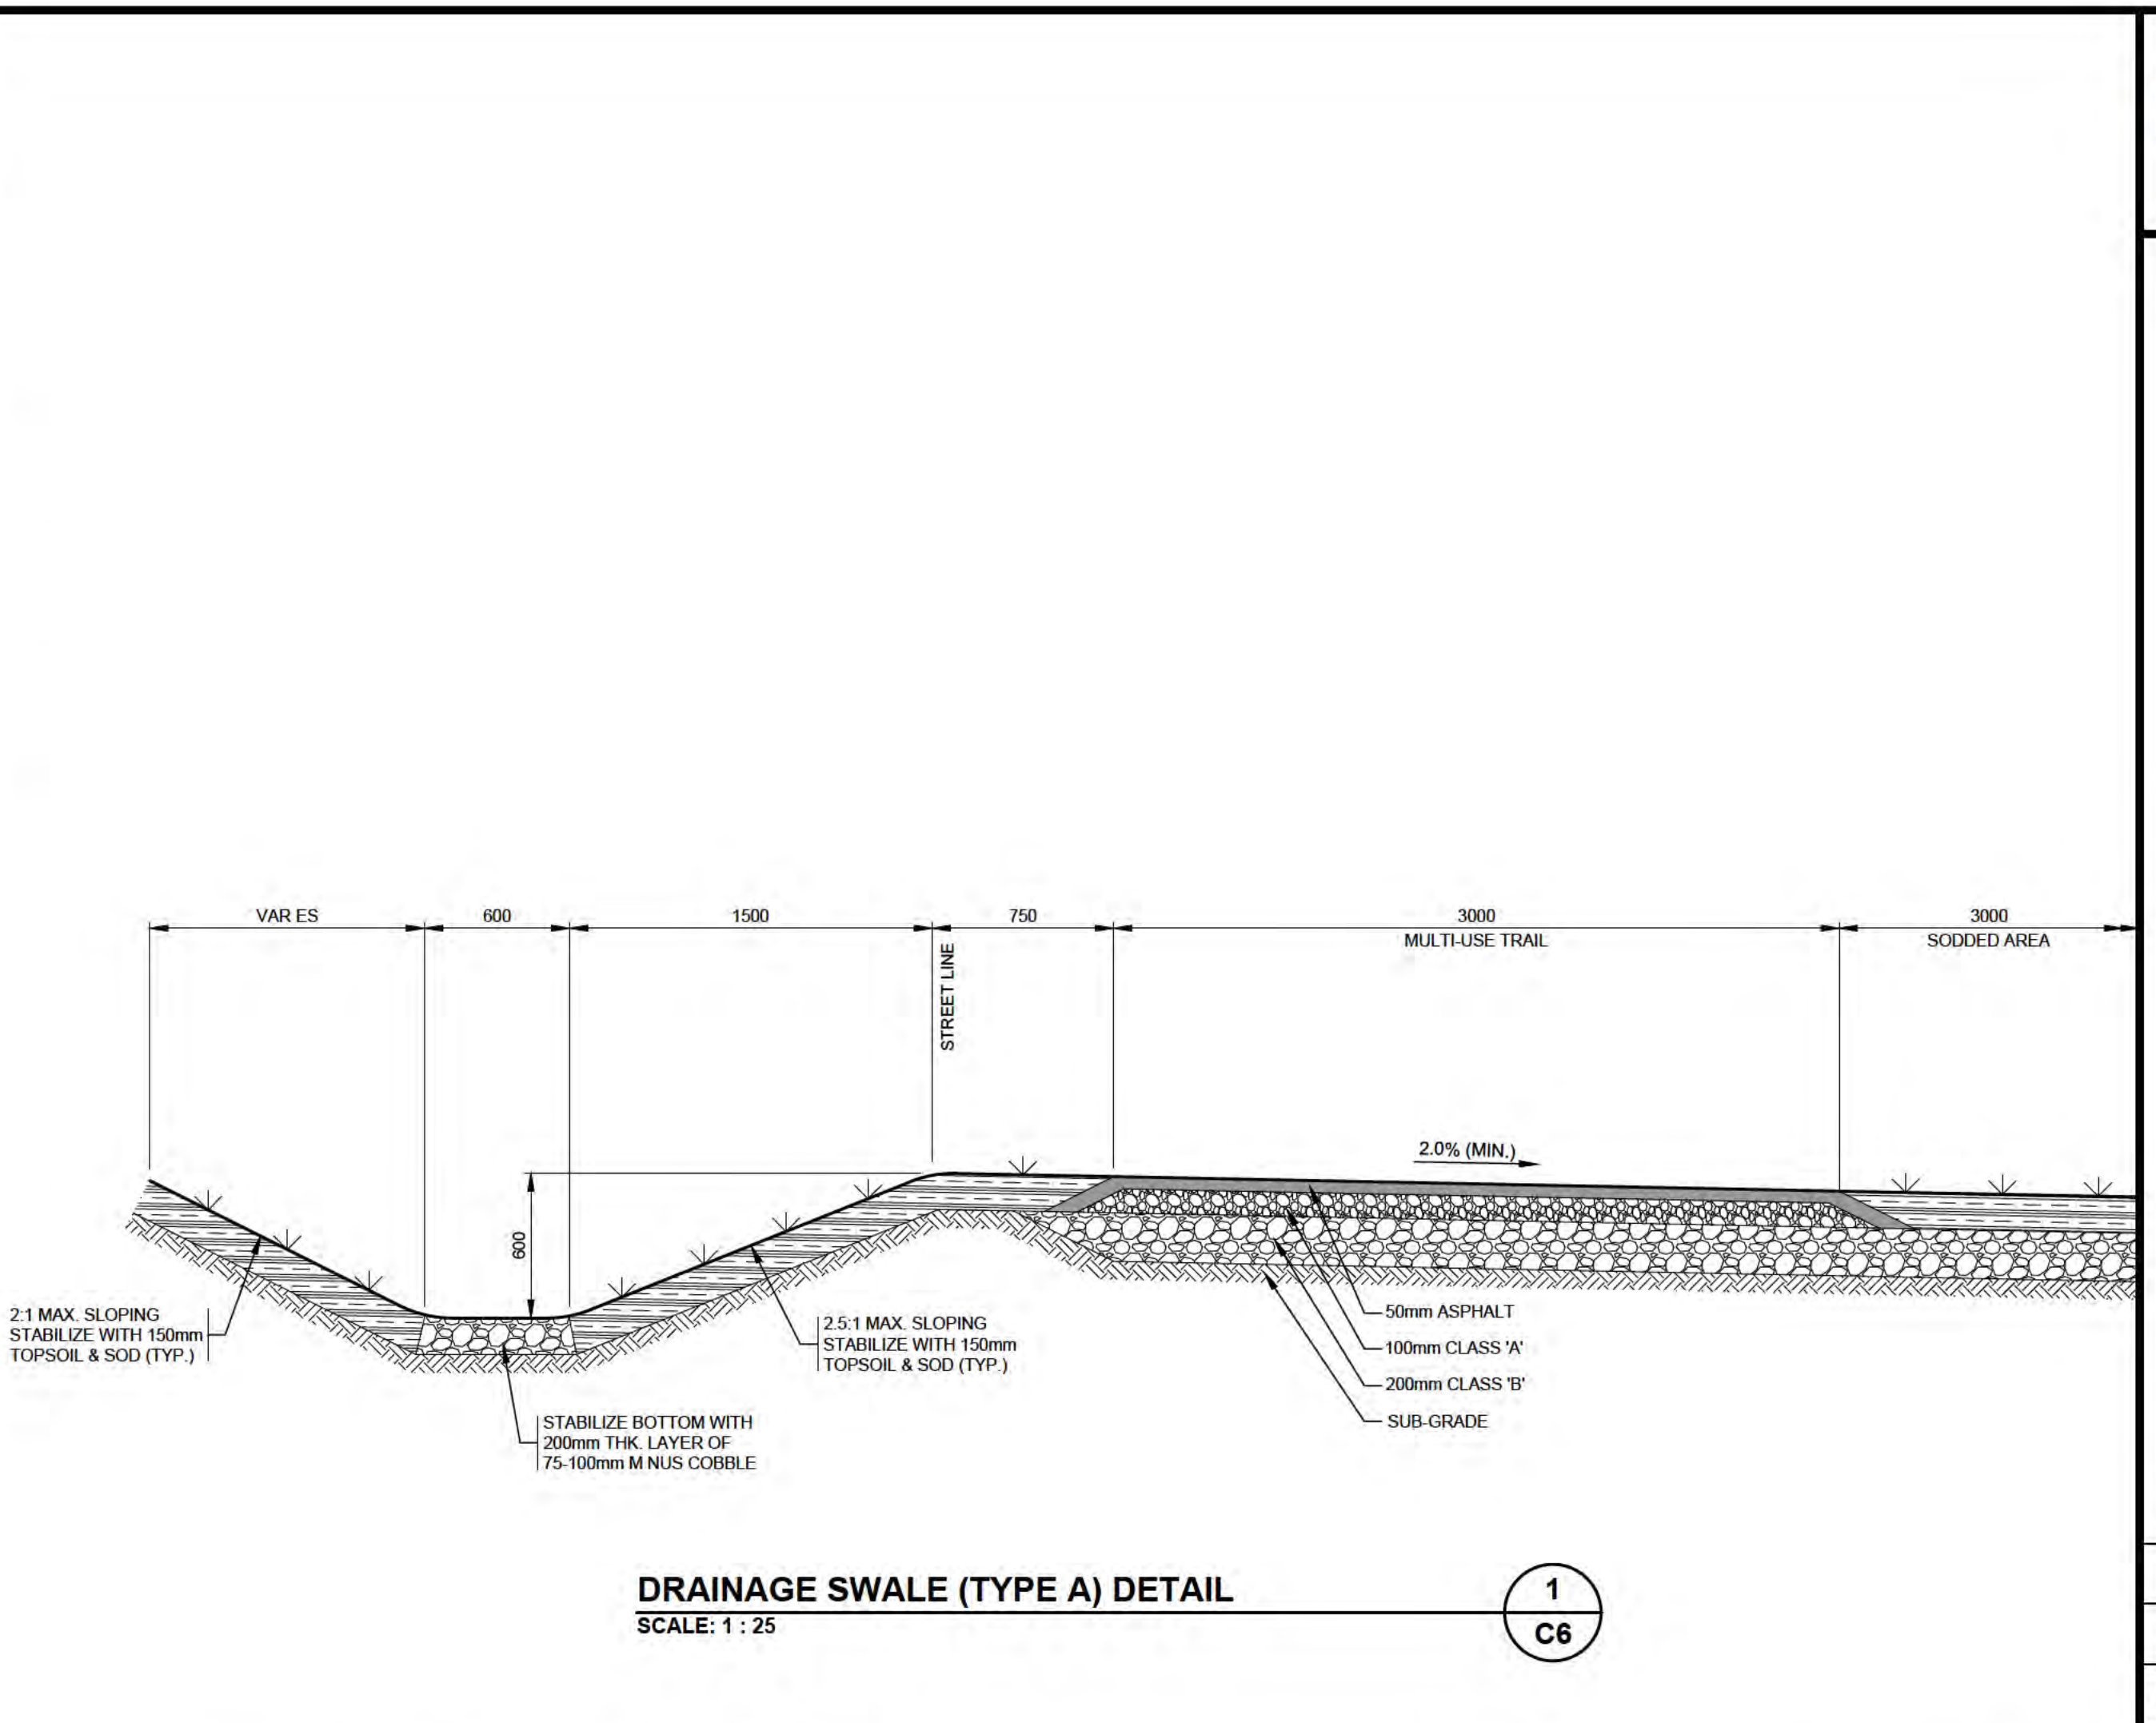 VAR ES
600
1500
750
3000
MULTI-USE TRAIL
3000
SODDED AREA
STREET LINE
2.0% (MIN.)
600
2:1 MAX. SLOPING
STABILIZE WITH 150mm
TOPSOIL & SOD (TYP.)
2.5:1 MAX. SLOPING
STABILIZE WITH 150mm
TOPSOIL & SOD (TYP.)
50mm ASPHALT
100mm CLASS 'A'
200mm CLASS 'B'
SUB-GRADE
STABILIZE BOTTOM WITH
200mm THK. LAYER OF
75-100mm M NUS COBBLE
DRAINAGE SWALE (TYPE A) DETAIL
SCALE: 1 : 25
1
C6